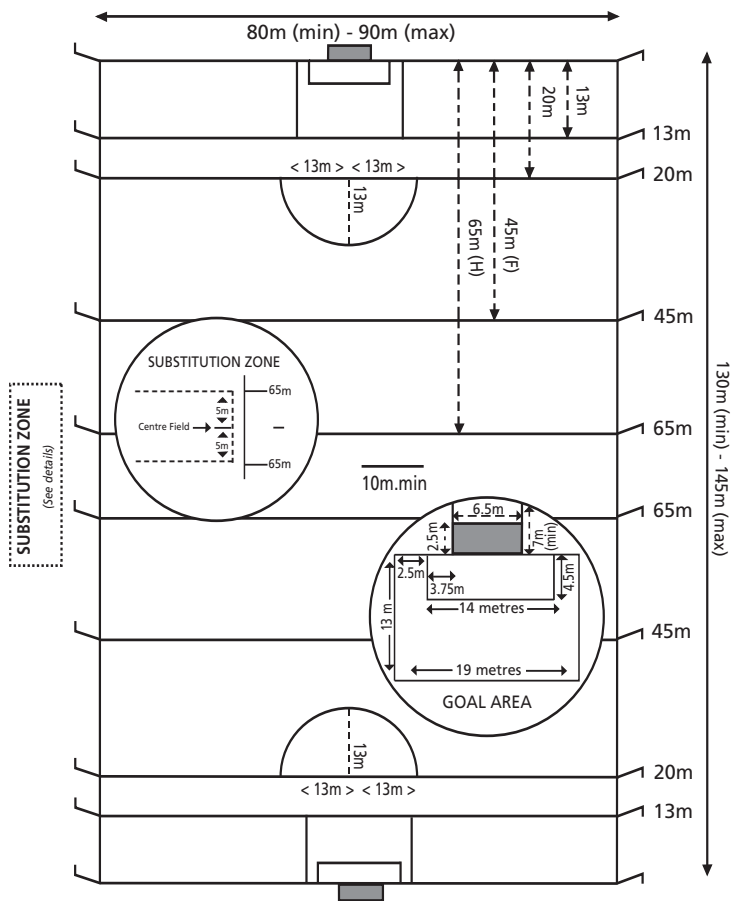 80m (min) - 90m (max)
13m
20m
13m
20m
< 13m > < 13m >
13m
65m (H)
45m (F)
45m
SUBSTITUTION ZONE
65m
5m
Centre Field
5m
65m
SUBSTITUTION ZONE
(See details)
65m
10m.min
130m (min) - 145m (max)
65m
6.5m
2.5m
7m
(min)
2.5m
3.75m
4.5m
14 metres
13 m
19 metres
GOAL AREA
45m
13m
20m
< 13m > < 13m >
13m